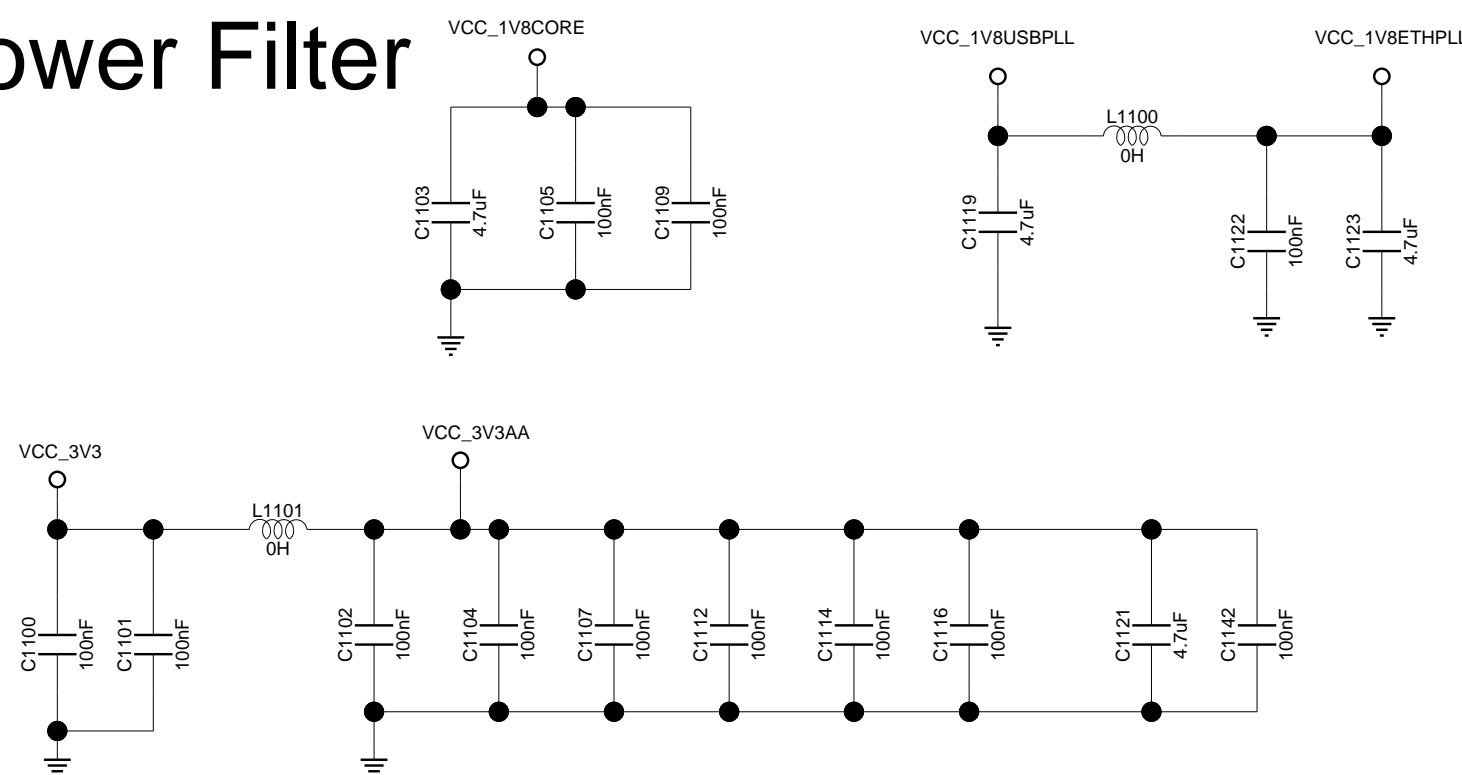 ower Filter
VCC_1V8CORE
VCC_1V8USBPLL
VCC_1V8ETHPLL
L1100
0H
C1103
4.7uF
C1105
100nF
C1109
100nF
C1119
4.7uF
C1122
100nF
C1123
4.7uF
VCC_3V3
VCC_3V3AA
L1101
0H
C1100
100nF
C1101
100nF
C1102
100nF
C1104
100nF
C1107
100nF
C1112
100nF
C1114
100nF
C1116
100nF
C1121
4.7uF
C1142
100nF